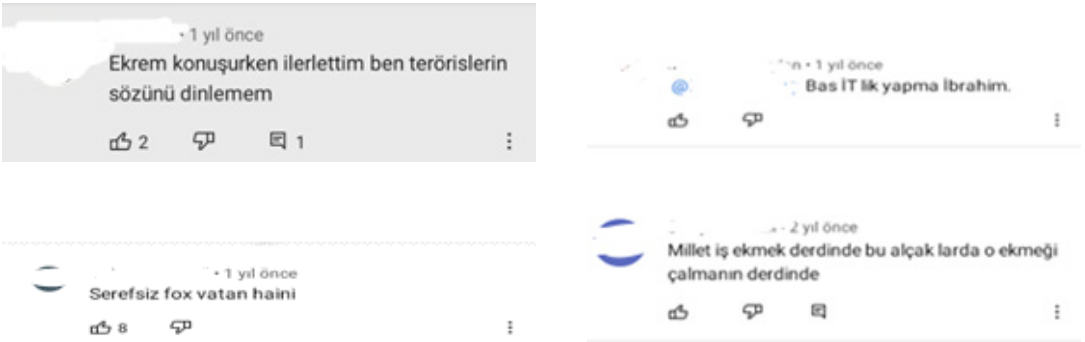 • 1 yıl önce
Ekrem konuşurken ilerlettim ben terörislerin
sözünü dinlemem
2 1
• 1 yıl önce
@ Bas İT lik yapma İbrahim.
• 1 yıl önce
Serefsiz fox vatan haini
8
2 yıl önce
Millet iş ekmek derdinde bu alçak larda o ekmeği
çalmanın derdinde